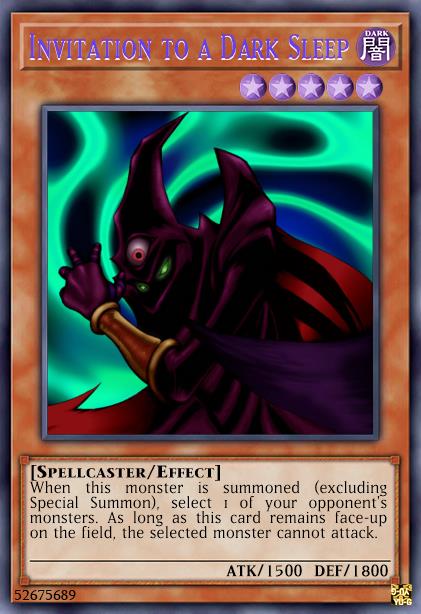 INVITATION TO A DARK SLEEP
DARK
闇
[SPELLCASTER/EFFECT]
When this monster is summoned (excluding
Special Summon), select 1 of your opponent's
monsters. As long as this card remains face-up
on the field, the selected monster cannot attack.
ATK/1500 DEF/1800
52675689